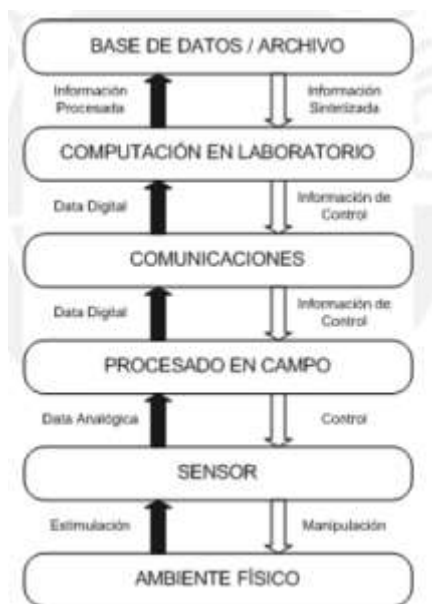 BASE DE DATOS / ARCHIVO
Información
Procesada
Información
Sintetizada
COMPUTACIÓN EN LABORATORIO
Data Digital
Información de
Control
COMUNICACIONES
Data Digital
Información de
Control
PROCESADO EN CAMPO
Data Analógica
Control
SENSOR
Estimulación
Manipulación
AMBIENTE FÍSICO